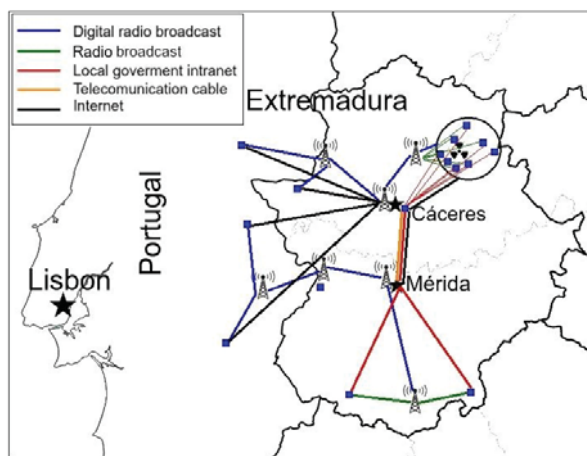 Digital radio broadcast
Radio broadcast
Local goverment intranet
Telecomunication cable
Internet
Extremadura
Portugal
Cáceres
Lisbon
Mérida